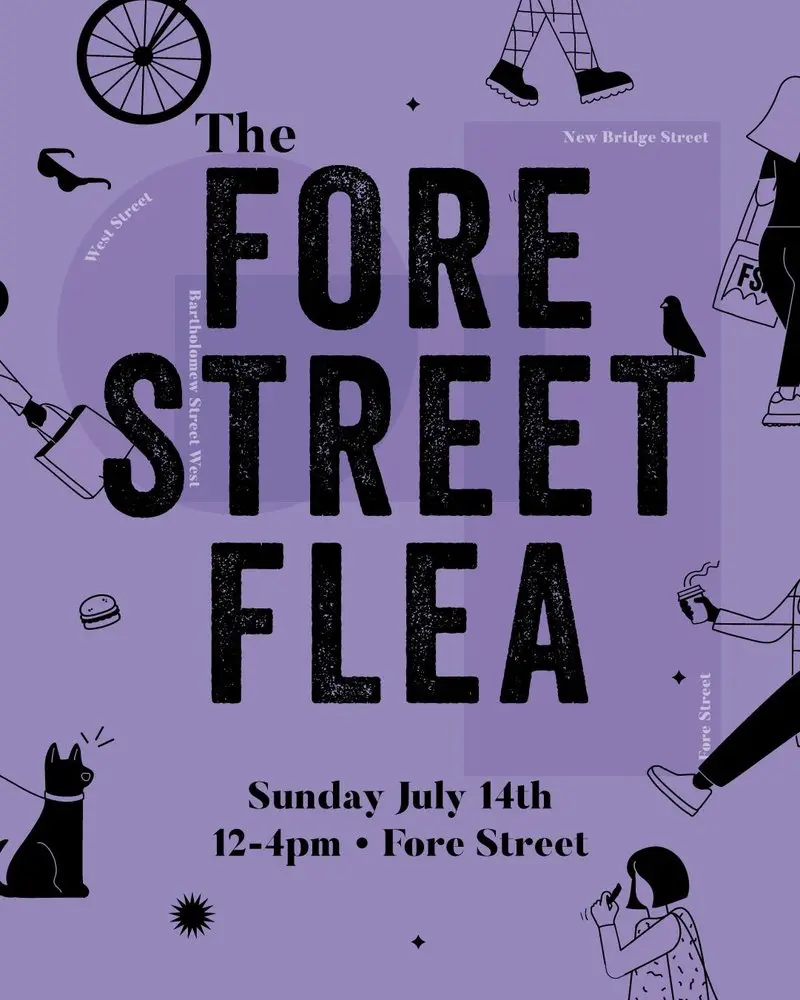 The
FORE
STREET
FLEA
New Bridge Street
West Street
Bartholomew Street West
FS
Fore Street
Sunday July 14th
12-4pm • Fore Street